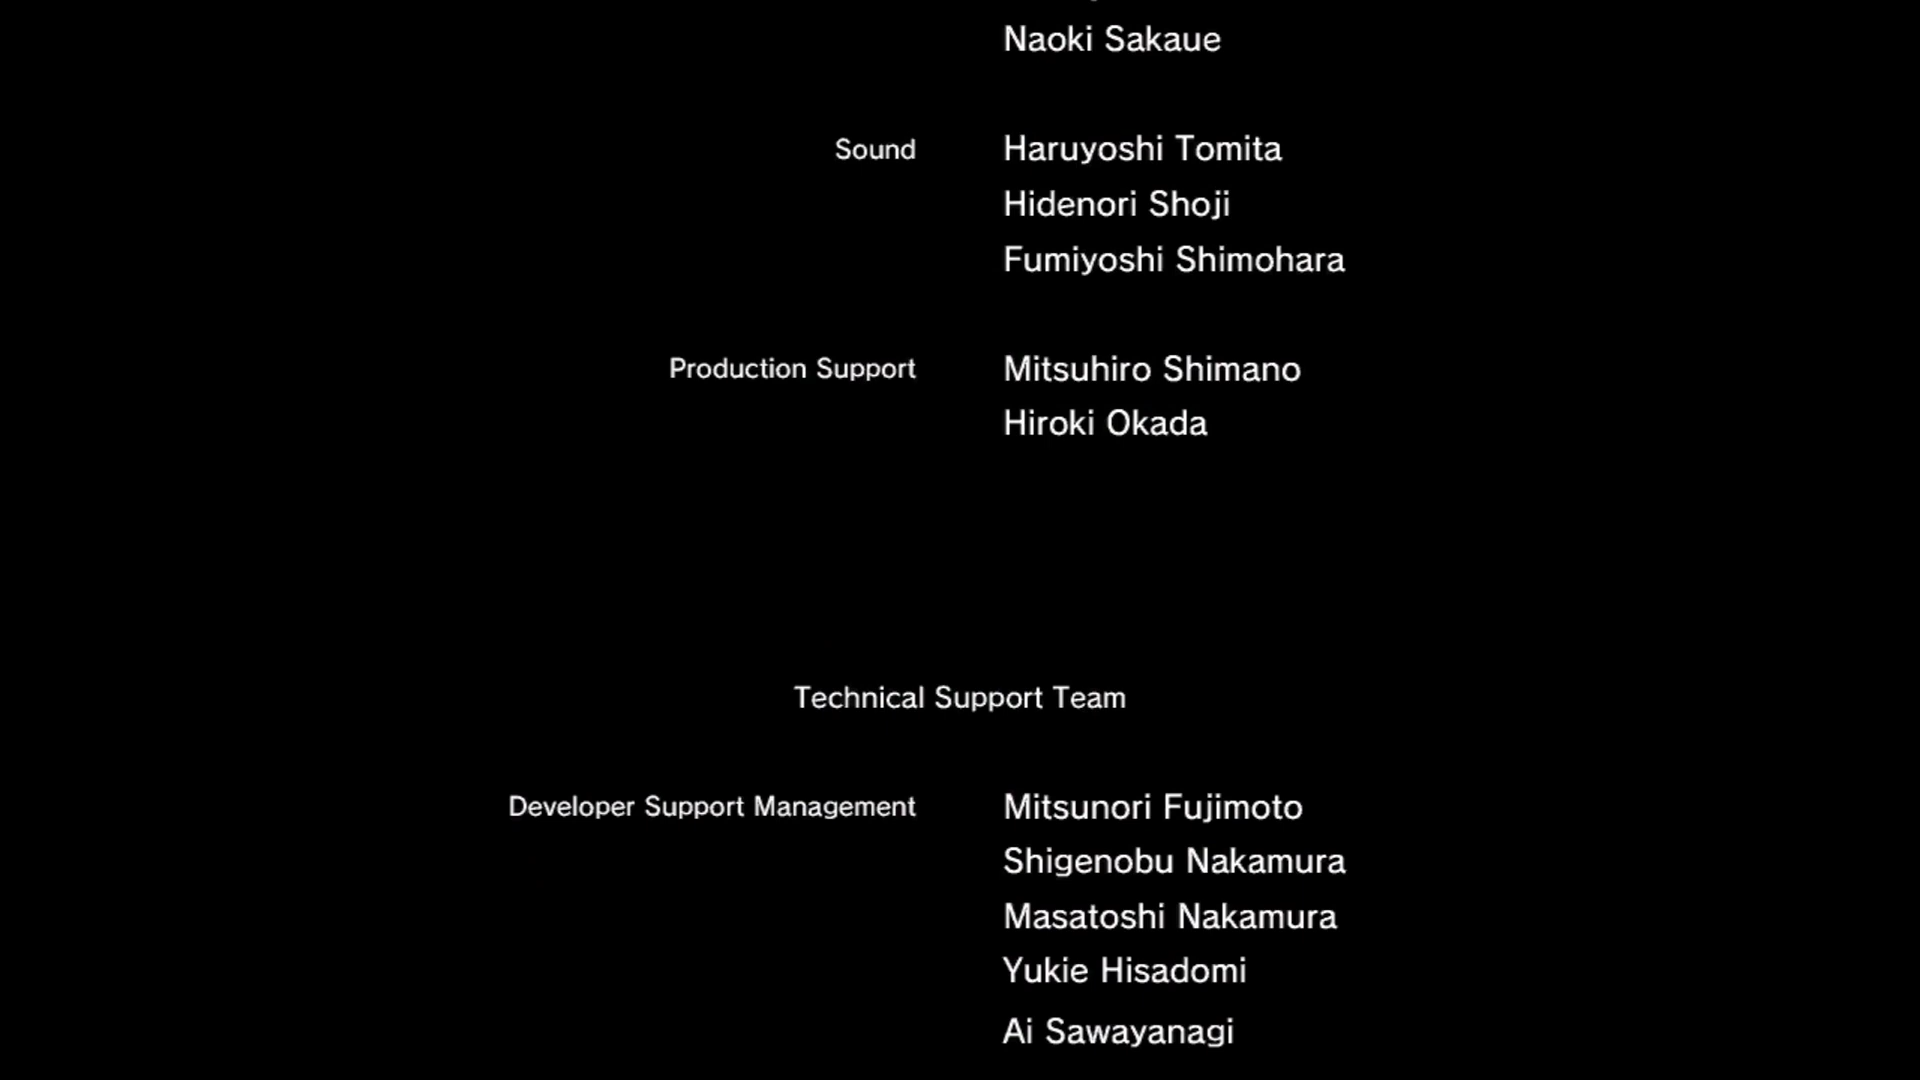 Naoki Sakaue
Sound Haruyoshi Tomita
Hidenori Shoji
Fumiyoshi Shimohara
Production Support Mitsuhiro Shimano
Hiroki Okada
Technical Support Team
Developer Support Management Mitsunori Fujimoto
Shigenobu Nakamura
Masatoshi Nakamura
Yukie Hisadomi
Ai Sawayanagi